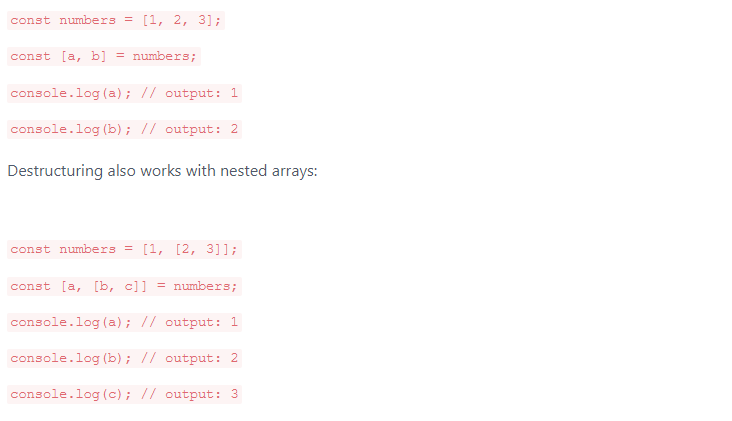 const numbers = [1, 2, 3];
const [a, b] = numbers;
console.log(a); // output: 1
console.log(b); // output: 2
Destructuring also works with nested arrays:
const numbers = [1, [2, 3]];
const [a, [b, c]] = numbers;
console.log(a); // output: 1
console.log(b); // output: 2
console.log(c); // output: 3